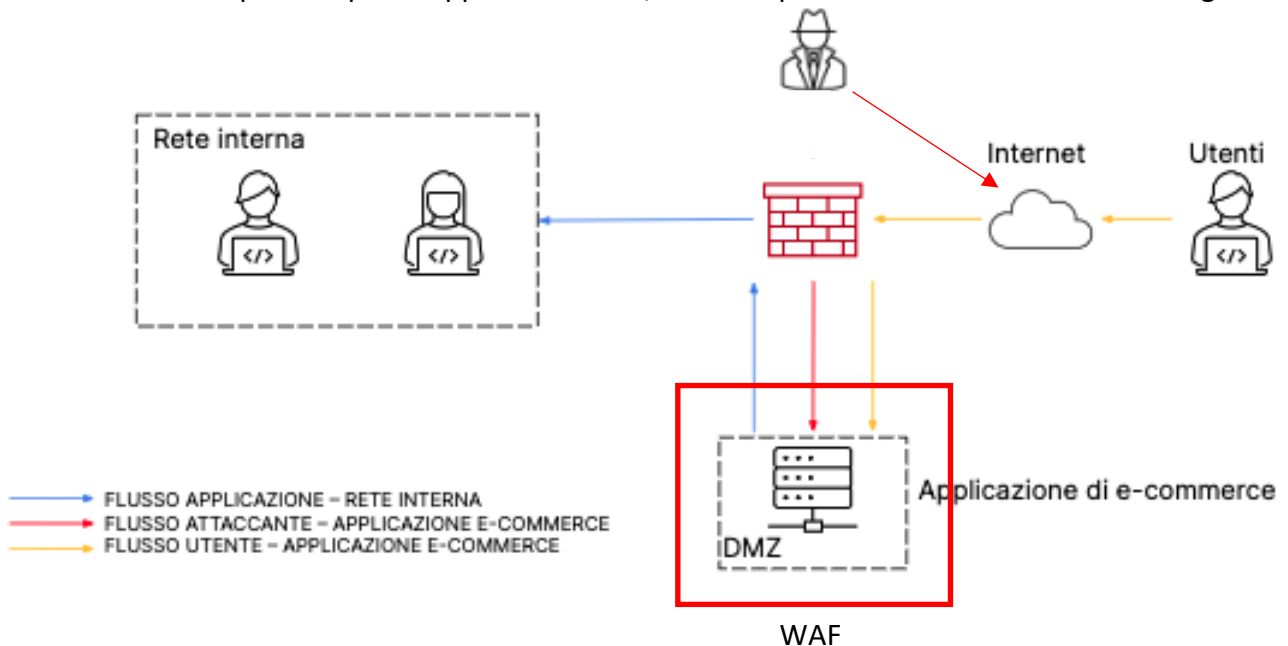 Rete interna
Internet
Utenti
FLUSSO APPLICAZIONE – RETE INTERNA
FLUSSO ATTACCANTE – APPLICAZIONE E-COMMERCE
FLUSSO UTENTE – APPLICAZIONE E-COMMERCE
Applicazione di e-commerce
DMZ
WAF